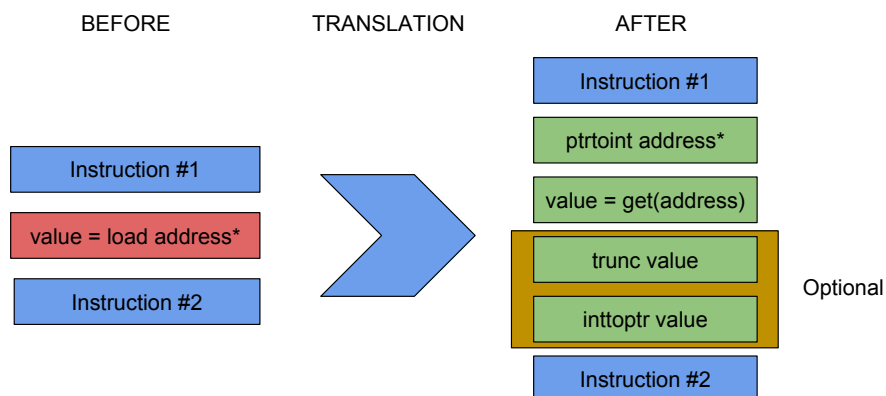 BEFORE
TRANSLATION
AFTER
Instruction #1
value = load address*
Instruction #2
Instruction #1
ptrtoint address*
value = get(address)
trunc value
inttoptr value
Optional
Instruction #2